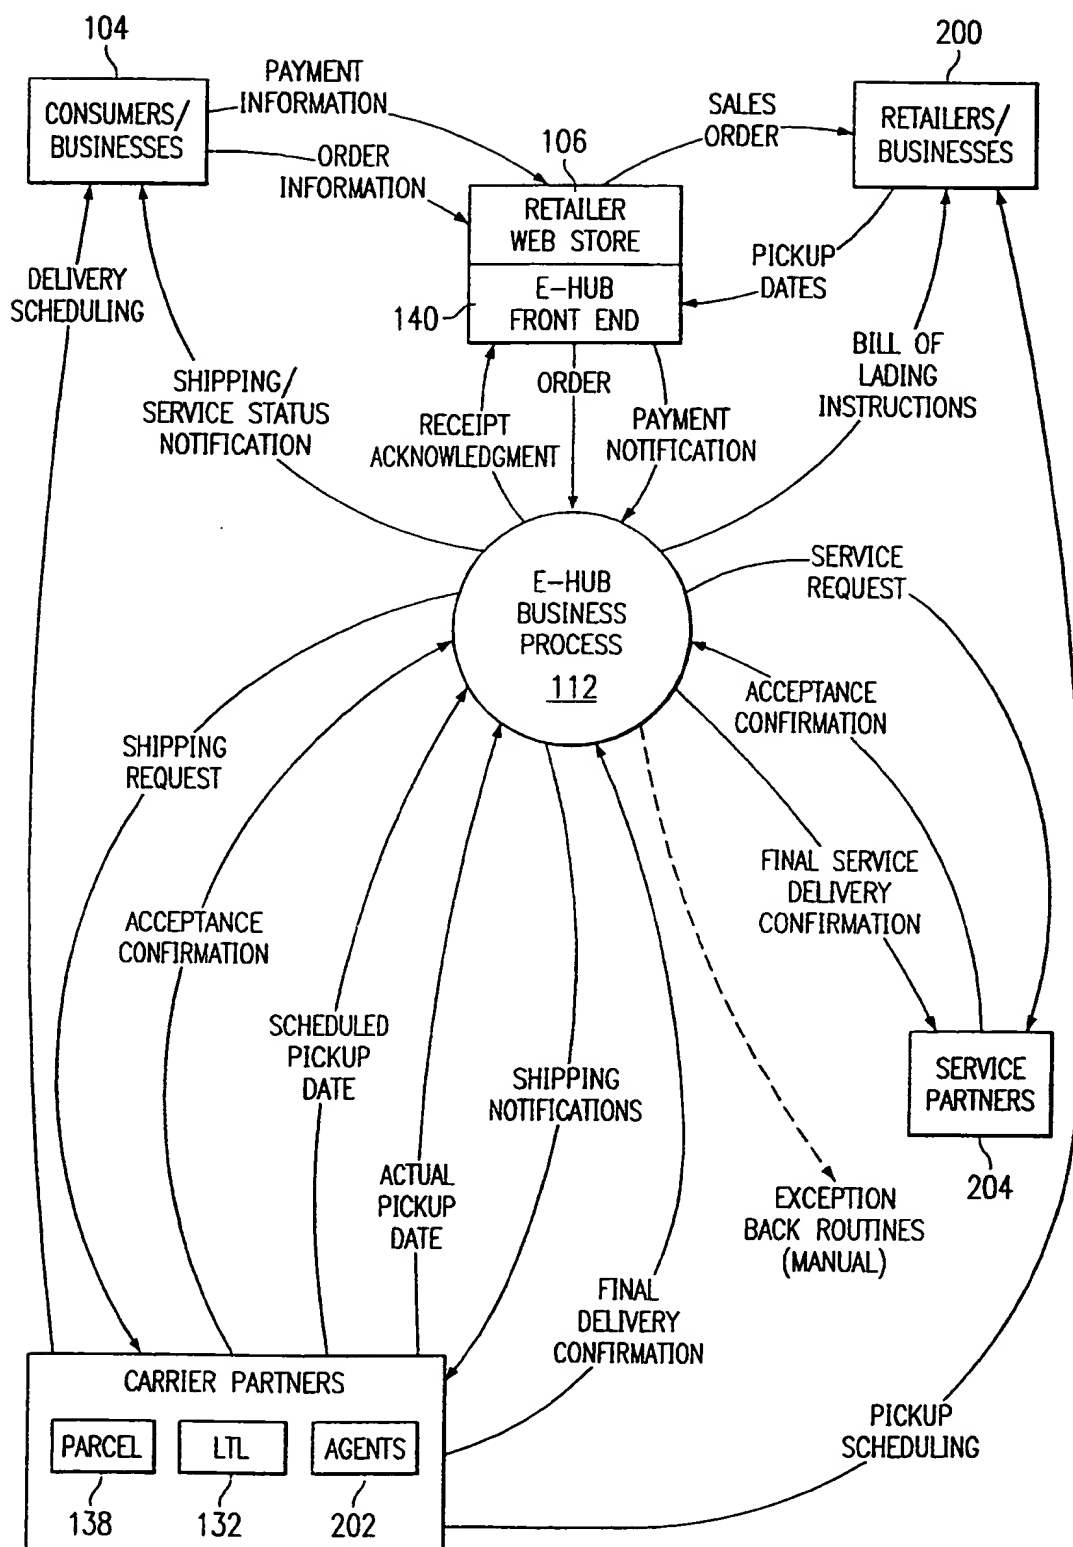 104
200
PAYMENT
INFORMATION
CONSUMERS/
BUSINESSES
ORDER
INFORMATION
106
RETAILER
WEB STORE
E-HUB
FRONT END
140
SALES
ORDER
RETAILERS/
BUSINESSES
PICKUP
DATES
DELIVERY
SCHEDULING
SHIPPING/
SERVICE STATUS
NOTIFICATION
RECEIPT
ACKNOWLEDGMENT
ORDER
PAYMENT
NOTIFICATION
BILL OF
LADING
INSTRUCTIONS
E-HUB
BUSINESS
PROCESS
112
SERVICE
REQUEST
ACCEPTANCE
CONFIRMATION
SHIPPING
REQUEST
FINAL SERVICE
DELIVERY
CONFIRMATION
ACCEPTANCE
CONFIRMATION
SCHEDULED
PICKUP
DATE
SHIPPING
NOTIFICATIONS
SERVICE
PARTNERS
204
ACTUAL
PICKUP
DATE
EXCEPTION
BACK ROUTINES
(MANUAL)
FINAL
DELIVERY
CONFIRMATION
CARRIER PARTNERS
PARCEL
LTL
AGENTS
138
132
202
PICKUP
SCHEDULING